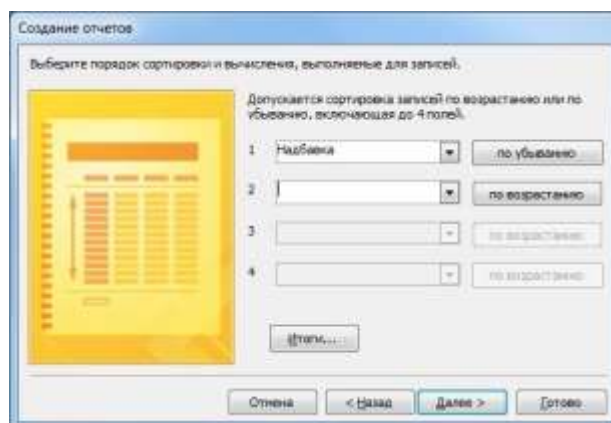 Создание отчетов
Выберите порядок сортировки и вычисления, выполняемые для записей.
Допускается сортировка записей по возрастанию или по
убыванию, включающая до 4 полей.
1 Надбавка по убыванию
2 по возрастанию
3 по возрастанию
4 по возрастанию
Итоги...
Отмена < Назад Далее > Готово